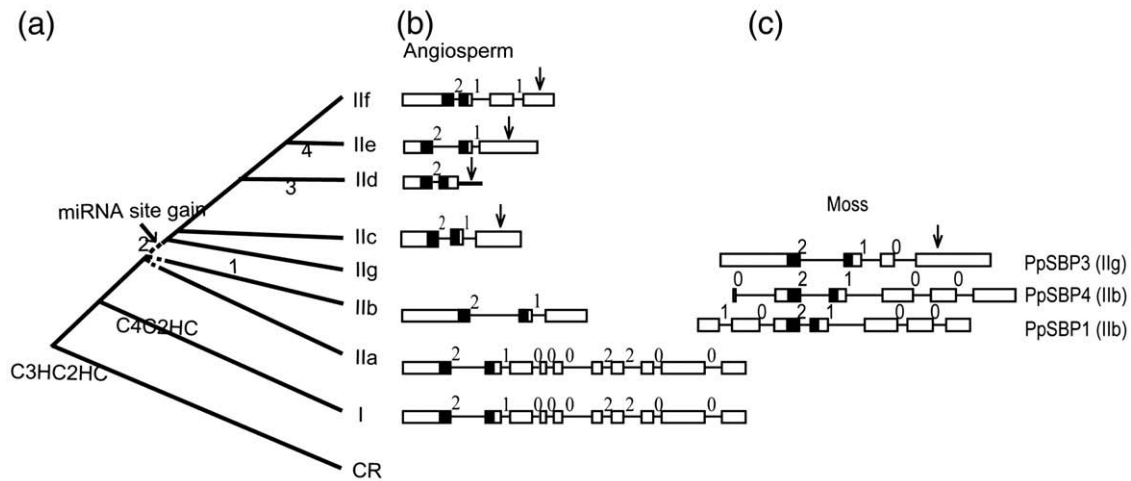 (a)
(b)
(c)
Angiosperm
IIf
2 1 1
4
IIe
2 1
3
IId
2
miRNA site gain
2
IIc
2 1
IIg
1
IIb
2 1
IIa
2 1 0 0 0 2 2 0 0
C4C2HC
C3HC2HC
I
2 1 0 0 0 2 2 0 0
CR
Moss
2 1 0
PpSBP3 (IIg)
0 2 1 0 0
PpSBP4 (IIb)
1 0 2 1 0 0
PpSBP1 (IIb)